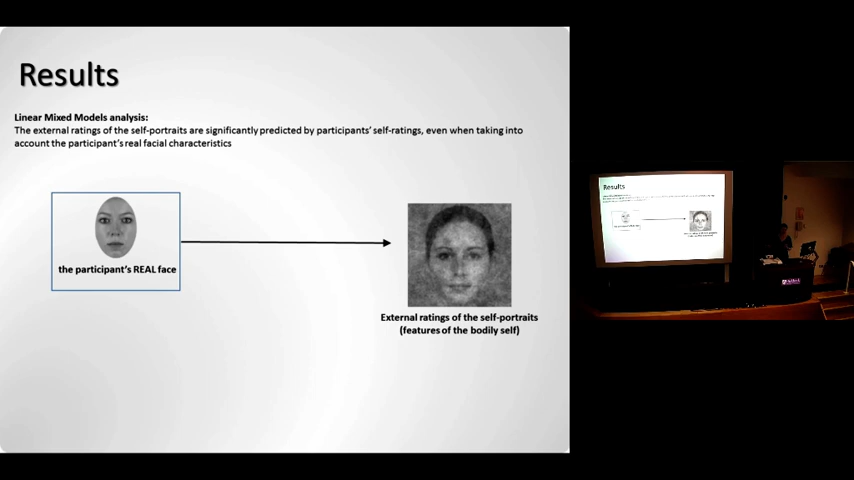 Results
Linear Mixed Models analysis:
The external ratings of the self-portraits are significantly predicted by participants' self-ratings, even when taking into
account the participant's real facial characteristics
the participant's REAL face
External ratings of the self-portraits
(features of the bodily self)
Results